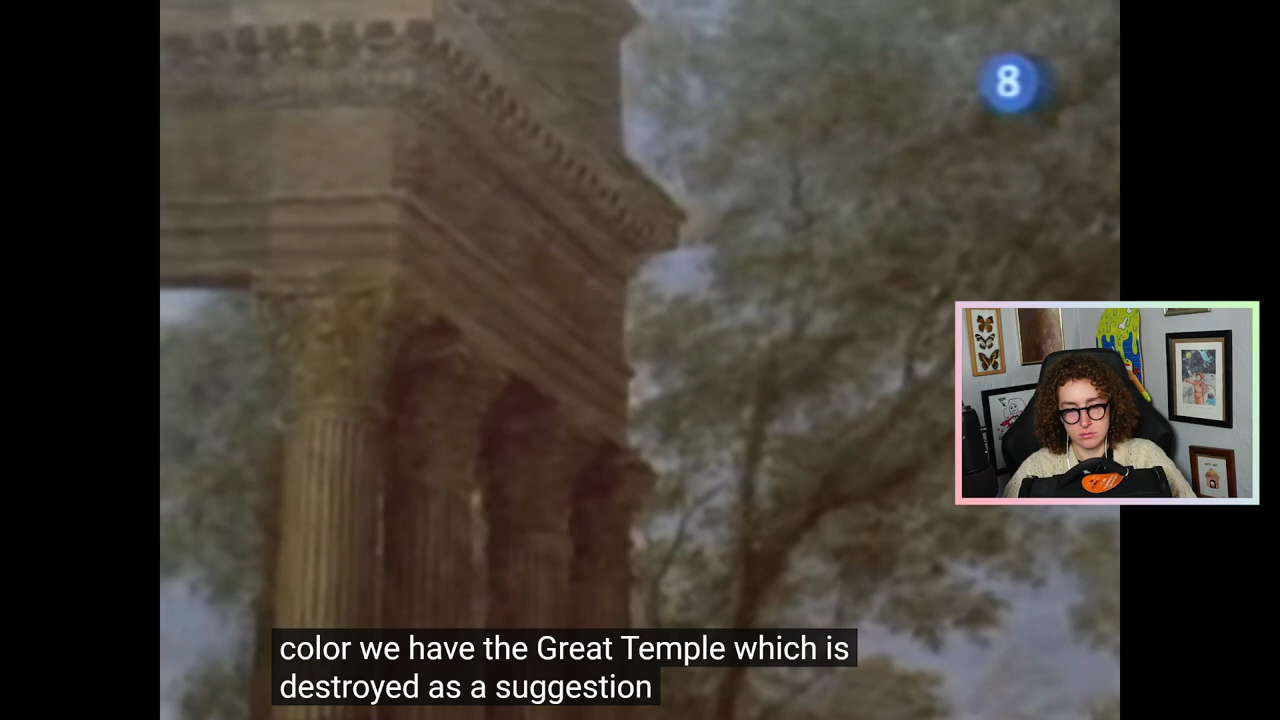 8
color we have the Great Temple which is
destroyed as a suggestion